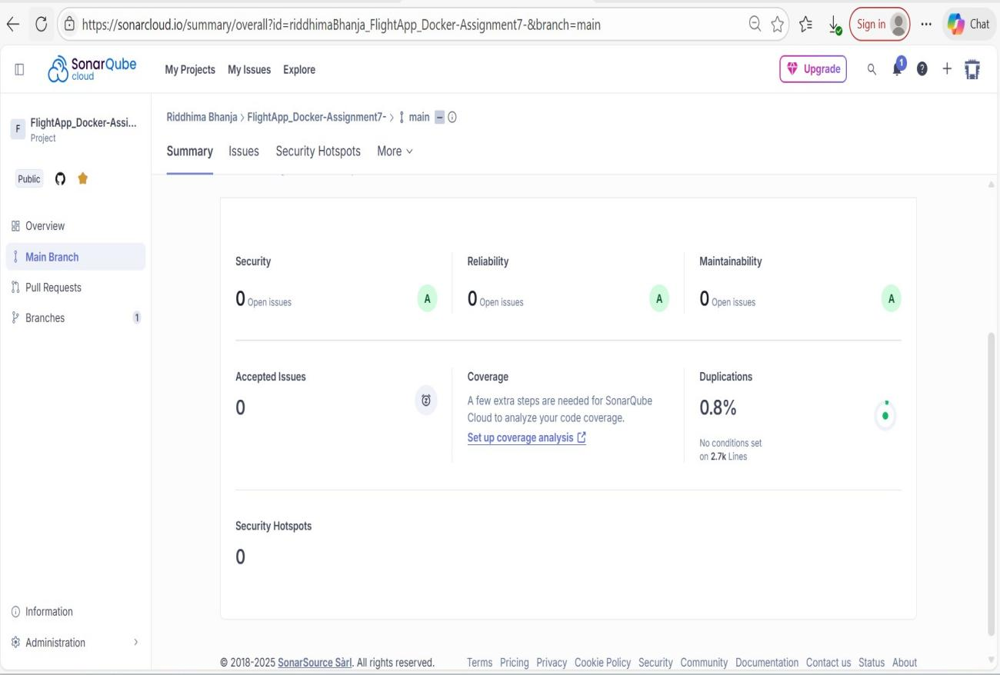 https://sonarcloud.io/summary/overall?id=riddhimaBhanja_FlightApp_Docker-Assignment7-&branch=main
Sign in
Chat
SonarQube
cloud
My Projects
My Issues
Explore
Upgrade
1
F
FlightApp_Docker-Assi...
Project
Public
Overview
Main Branch
Pull Requests
Branches
1
Information
Administration
Riddhima Bhanja > FlightApp_Docker-Assignment7- > main
Summary
Issues
Security Hotspots
More
Security
0 Open issues
A
Reliability
0 Open issues
A
Maintainability
0 Open issues
A
Accepted Issues
0
Coverage
A few extra steps are needed for SonarQube
Cloud to analyze your code coverage.
Set up coverage analysis
Duplications
0.8%
No conditions set
on 2.7k Lines
Security Hotspots
0
© 2018-2025 SonarSource Sàrl. All rights reserved.
Terms Pricing Privacy Cookie Policy Security Community Documentation Contact us Status About